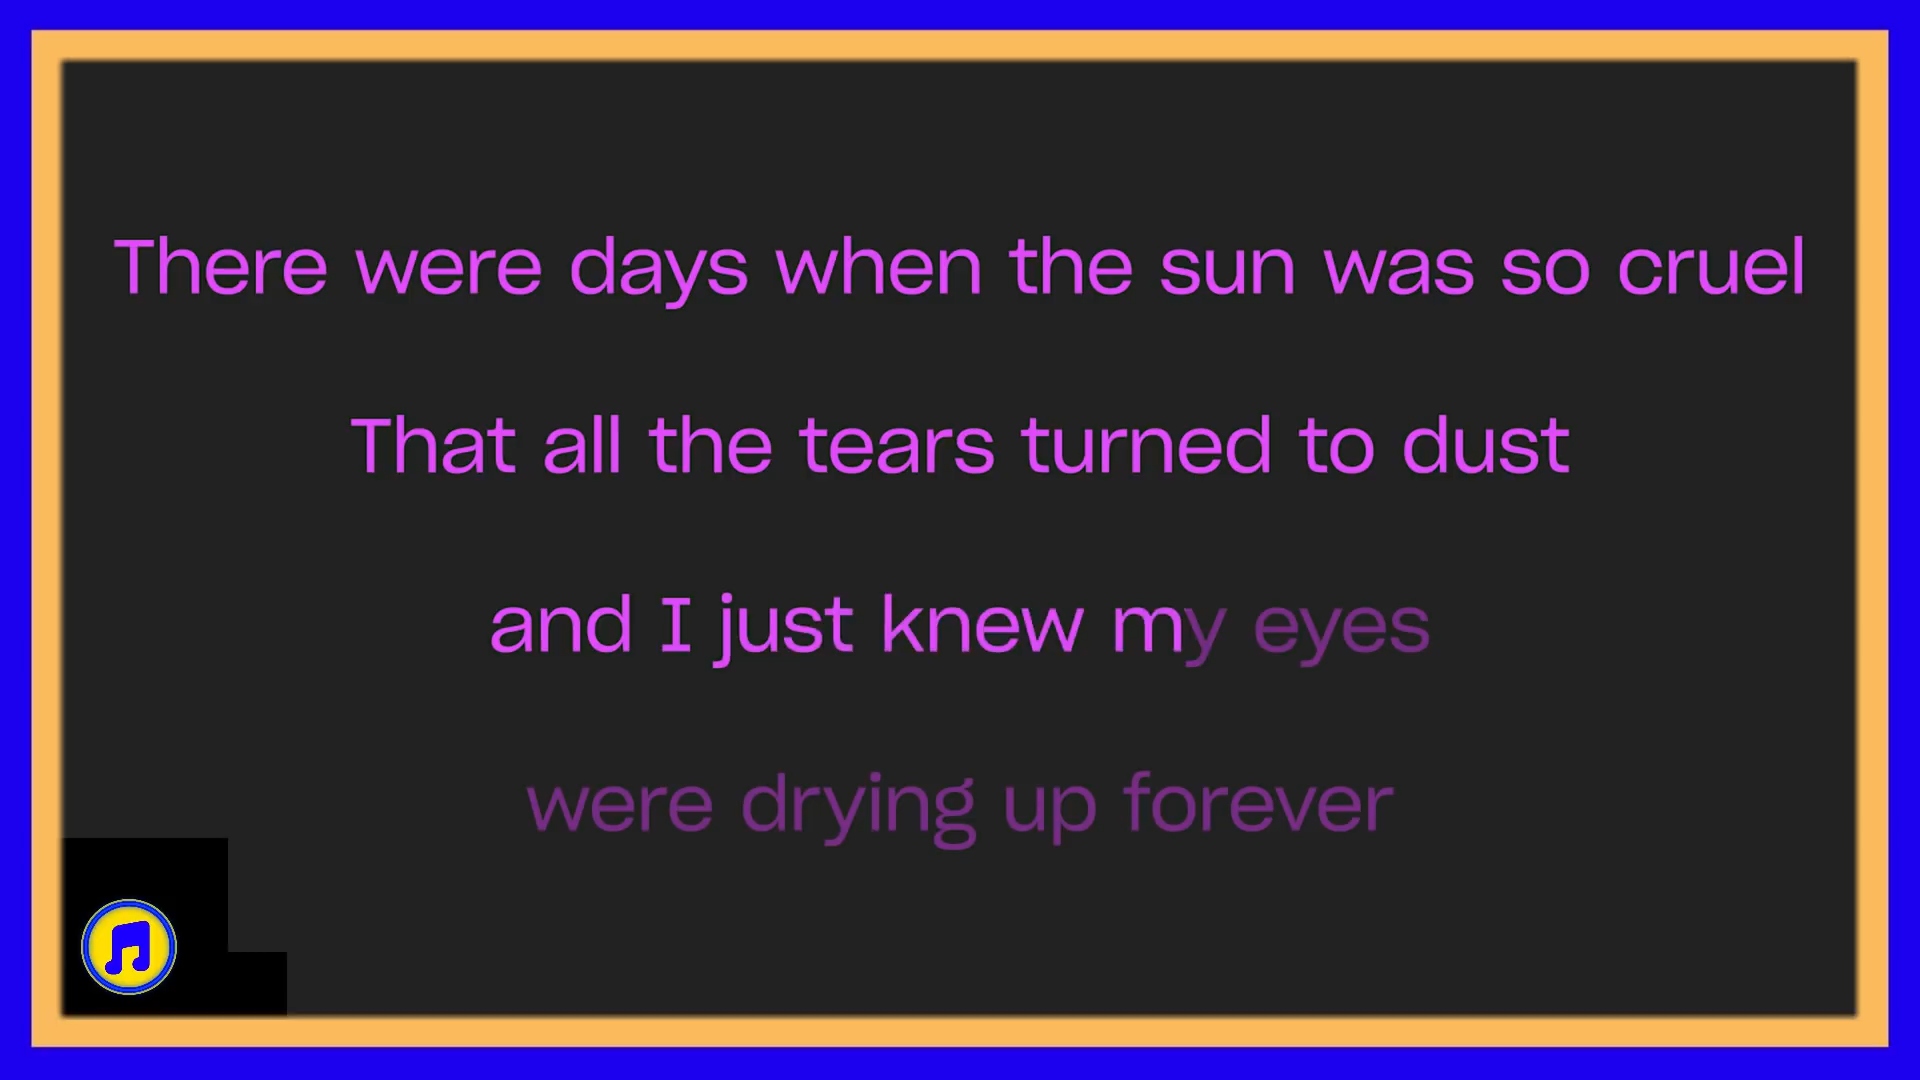 There were days when the sun was so cruel
That all the tears turned to dust
and I just knew my eyes
were drying up forever